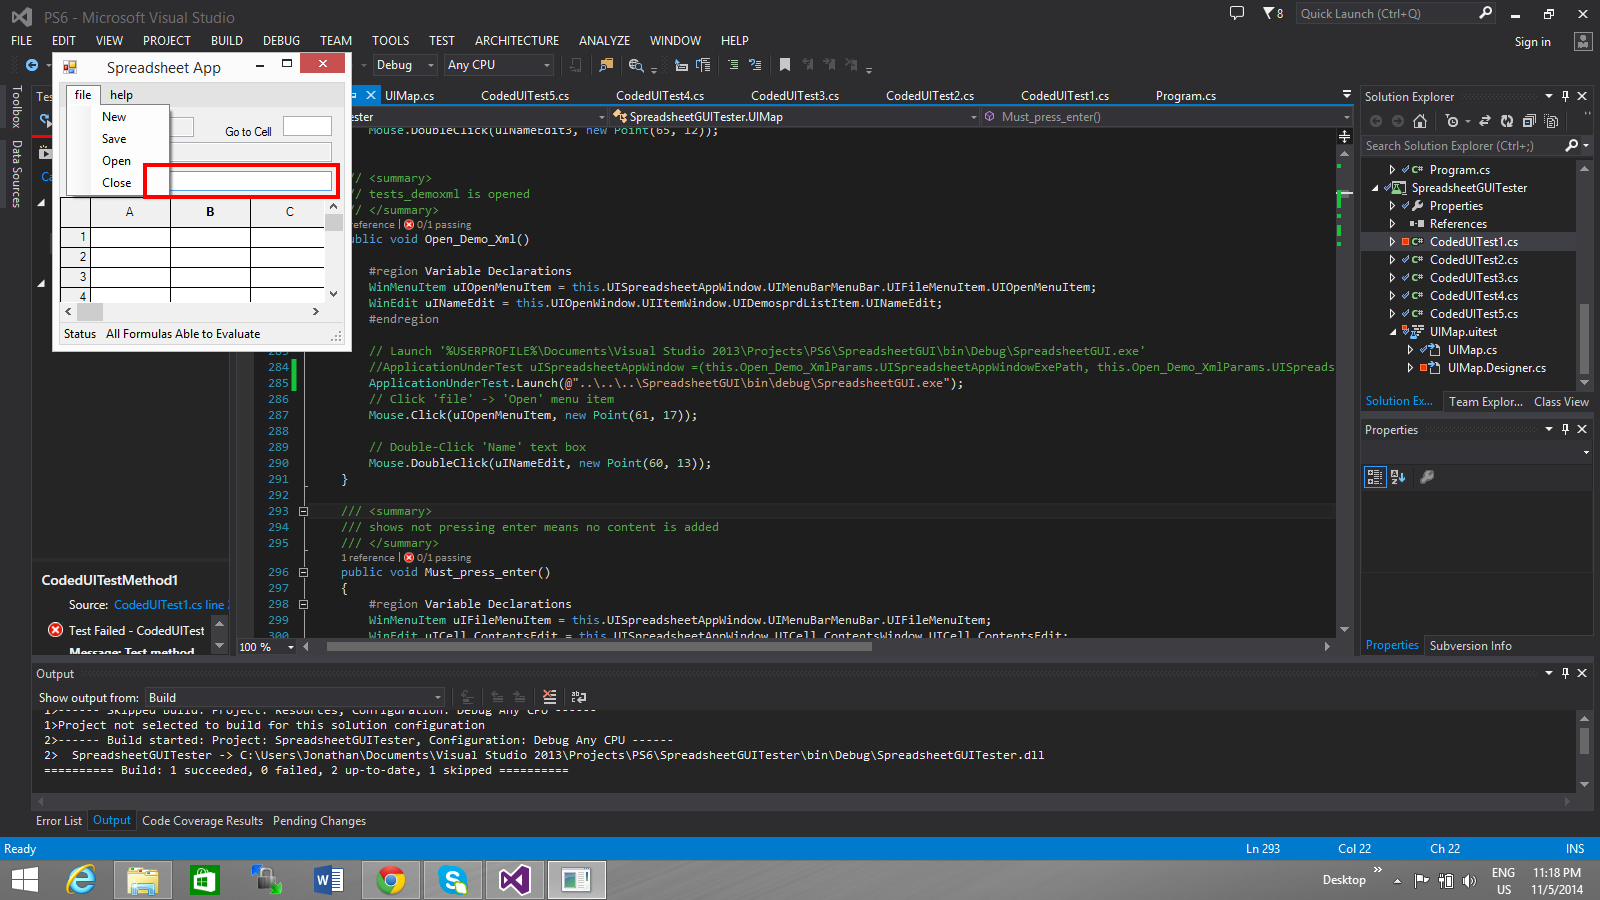 PS6 - Microsoft Visual Studio
8
Quick Launch (Ctrl+Q)
FILE EDIT VIEW PROJECT BUILD DEBUG TEAM TOOLS TEST ARCHITECTURE ANALYZE WINDOW HELP
Sign in
Debug
Any CPU
Toolbox
Data Sources
Spreadsheet App
file help
New
Save
Open
Close
Go to Cell
A B C
1
2
3
4
Status All Formulas Able to Evaluate
UIMap.cs CodedUITest5.cs CodedUITest4.cs CodedUITest3.cs CodedUITest2.cs CodedUITest1.cs Program.cs
SpreadsheetGUITester.UIMap
Must_press_enter()
Mouse.DoubleClick(uINameEdit3, new Point(65, 12));
// <summary>
// tests_demoxml is opened
// </summary>
0/1 passing
void Open_Demo_Xml()
#region Variable Declarations
WinMenuItem uIOpenMenuItem = this.UISpreadsheetAppWindow.UIMenuBarMenuBar.UIFileMenuItem.UIOpenMenuItem;
WinEdit uINameEdit = this.UIOpenWindow.UIItemWindow.UIDemosprdListItem.UINameEdit;
#endregion
// Launch '%USERPROFILE%\Documents\Visual Studio 2013\Projects\PS6\SpreadsheetGUI\bin\Debug\SpreadsheetGUI.exe'
284 //ApplicationUnderTest uISpreadsheetAppWindow =(this.Open_Demo_XmlParams.UISpreadsheetAppWindowExePath, this.Open_Demo_XmlParams.UISpreads
285 ApplicationUnderTest.Launch(@"..\..\..\SpreadsheetGUI\bin\debug\SpreadsheetGUI.exe");
286 // Click 'file' -> 'Open' menu item
287 Mouse.Click(uIOpenMenuItem, new Point(61, 17));
288
289 // Double-Click 'Name' text box
290 Mouse.DoubleClick(uINameEdit, new Point(60, 13));
291 }
292
293 /// <summary>
294 /// shows not pressing enter means no content is added
295 /// </summary>
1 reference | 0/1 passing
296 public void Must_press_enter()
297 {
298 #region Variable Declarations
299 WinMenuItem uIFileMenuItem = this.UISpreadsheetAppWindow.UIMenuBarMenuBar.UIFileMenuItem;
300 WinEdit uICell_ContentsEdit = this.UISpreadsheetAppWindow.UICell_ContentsWindow.UICell_ContentsEdit;
100 %
CodedUITestMethod1
Source: CodedUITest1.cs line
Test Failed - CodedUITest
Message: Test method
Solution Explorer
Search Solution Explorer (Ctrl+;)
Program.cs
SpreadsheetGUITester
Properties
References
CodedUITest1.cs
CodedUITest2.cs
CodedUITest3.cs
CodedUITest4.cs
CodedUITest5.cs
UIMap.uitest
UIMap.cs
UIMap.Designer.cs
Solution Ex... Team Explor... Class View
Properties
Properties Subversion Info
Output
Show output from: Build
1>------ Skipped Build: Project: Resources, Configuration: Debug Any CPU ------
1>Project not selected to build for this solution configuration
2>------ Build started: Project: SpreadsheetGUITester, Configuration: Debug Any CPU ------
2> SpreadsheetGUITester -> C:\Users\Jonathan\Documents\Visual Studio 2013\Projects\PS6\SpreadsheetGUITester\bin\Debug\SpreadsheetGUITester.dll
========== Build: 1 succeeded, 0 failed, 2 up-to-date, 1 skipped ==========
Error List Output Code Coverage Results Pending Changes
Ready
Ln 293 Col 22 Ch 22 INS
Desktop
ENG
US
11:18 PM
11/5/2014